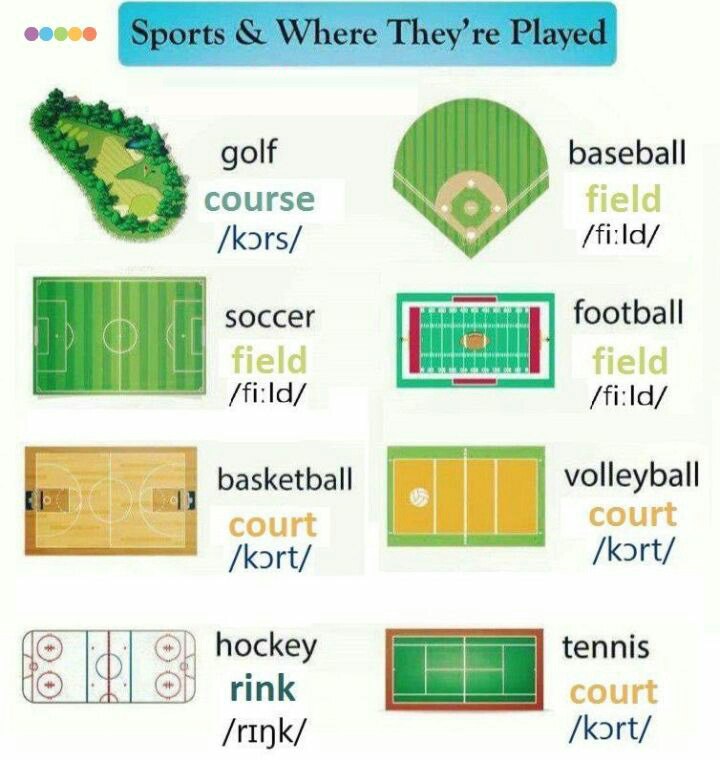 Sports & Where They're Played
golf
course
/kɔrs/
baseball
field
/fi:ld/
soccer
field
/fi:ld/
football
field
/fi:ld/
basketball
court
/kɔrt/
volleyball
court
/kɔrt/
hockey
rink
/rɪŋk/
tennis
court
/kɔrt/